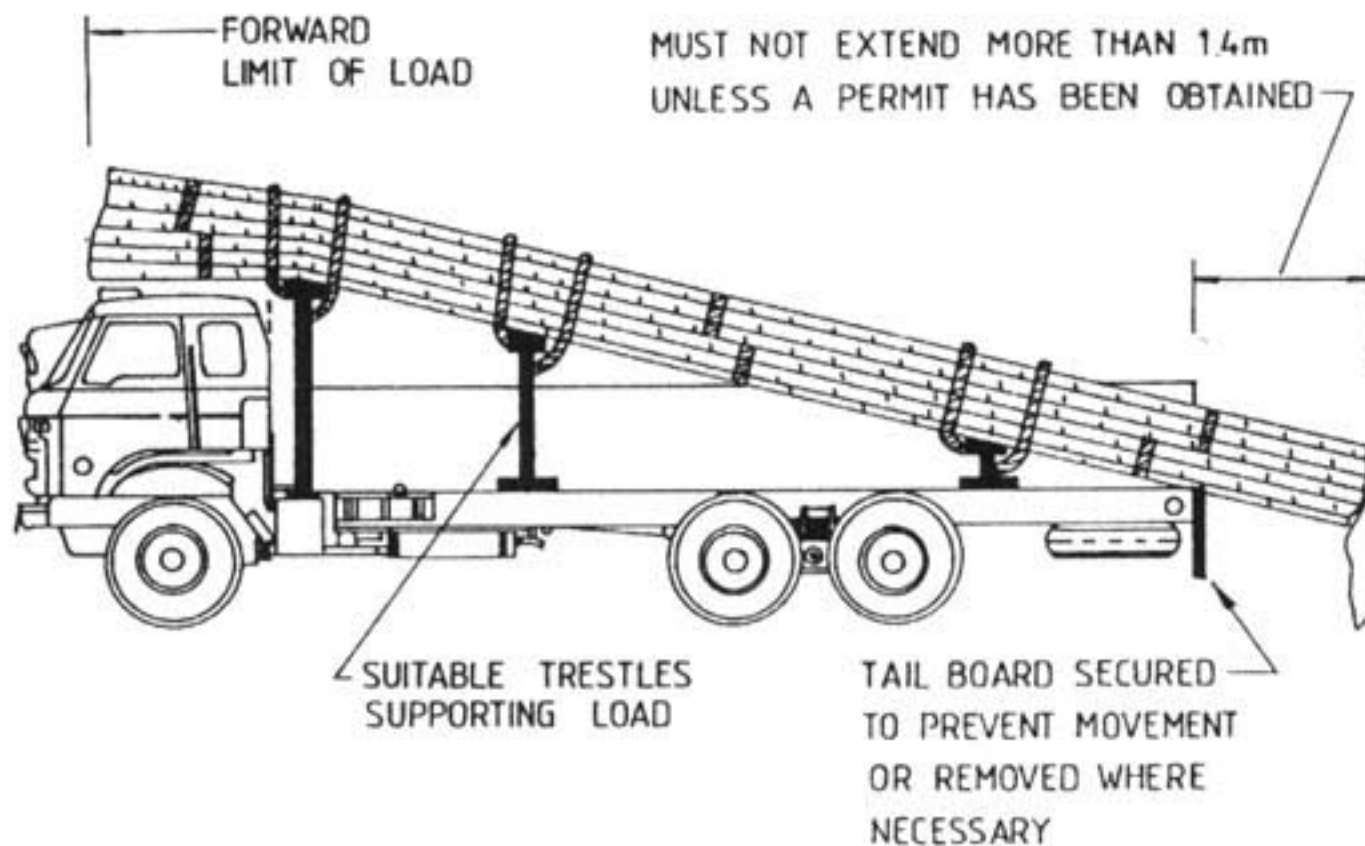 FORWARD
LIMIT OF LOAD
MUST NOT EXTEND MORE THAN 1.4m
UNLESS A PERMIT HAS BEEN OBTAINED
SUITABLE TRESTLES
SUPPORTING LOAD
TAIL BOARD SECURED
TO PREVENT MOVEMENT
OR REMOVED WHERE
NECESSARY